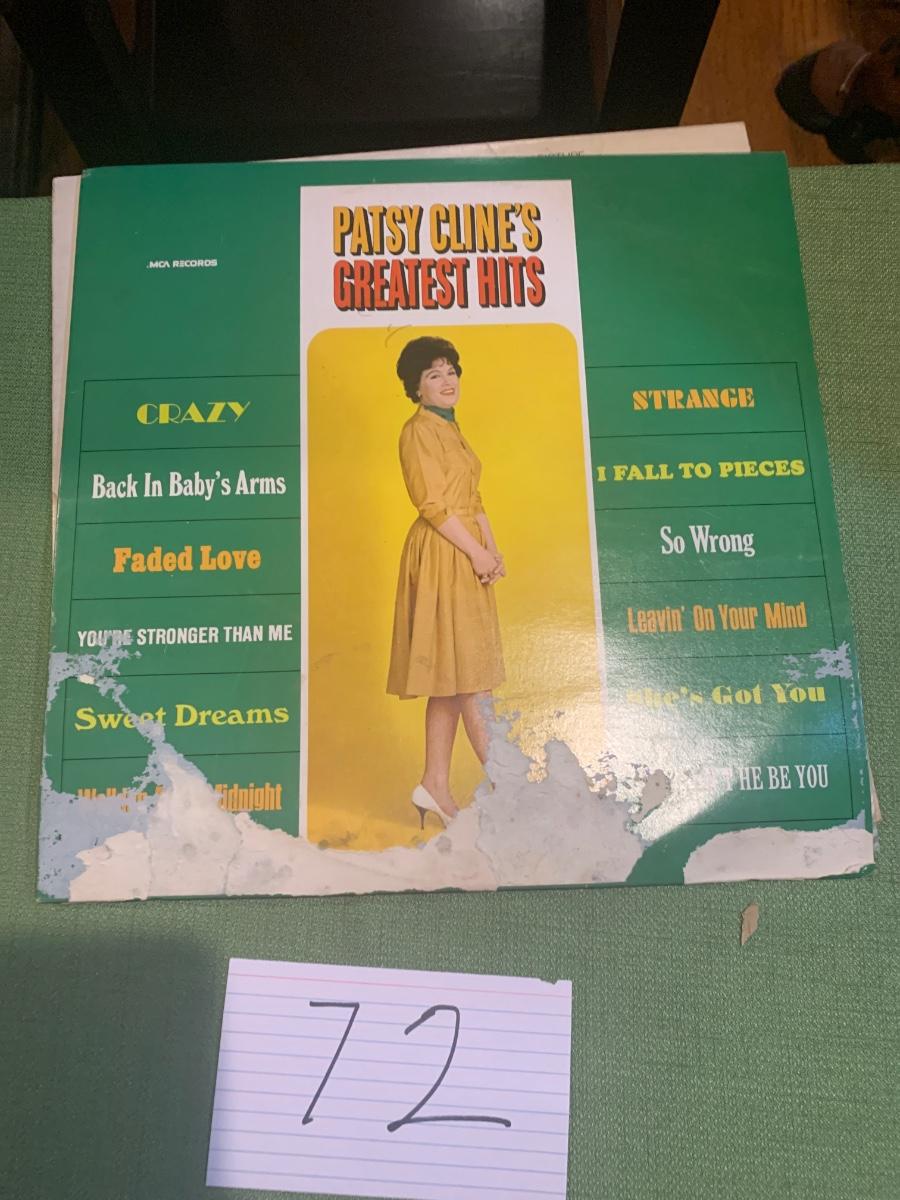 PATSY CLINE'S
GREATEST HITS
.MCA RECORDS
CRAZY
Back In Baby's Arms
Faded Love
YOU'RE STRONGER THAN ME
Sweet Dreams
Midnight
STRANGE
I FALL TO PIECES
So Wrong
Leavin' On Your Mind
She's Got You
HE BE YOU
72